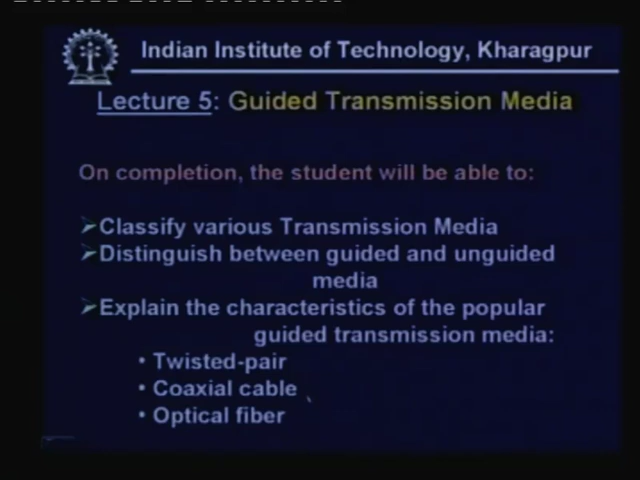 Indian Institute of Technology, Kharagpur
Lecture 5: Guided Transmission Media
On completion, the student will be able to:
➢Classify various Transmission Media
➢Distinguish between guided and unguided
media
➢Explain the characteristics of the popular
guided transmission media:
• Twisted-pair
• Coaxial cable
• Optical fiber